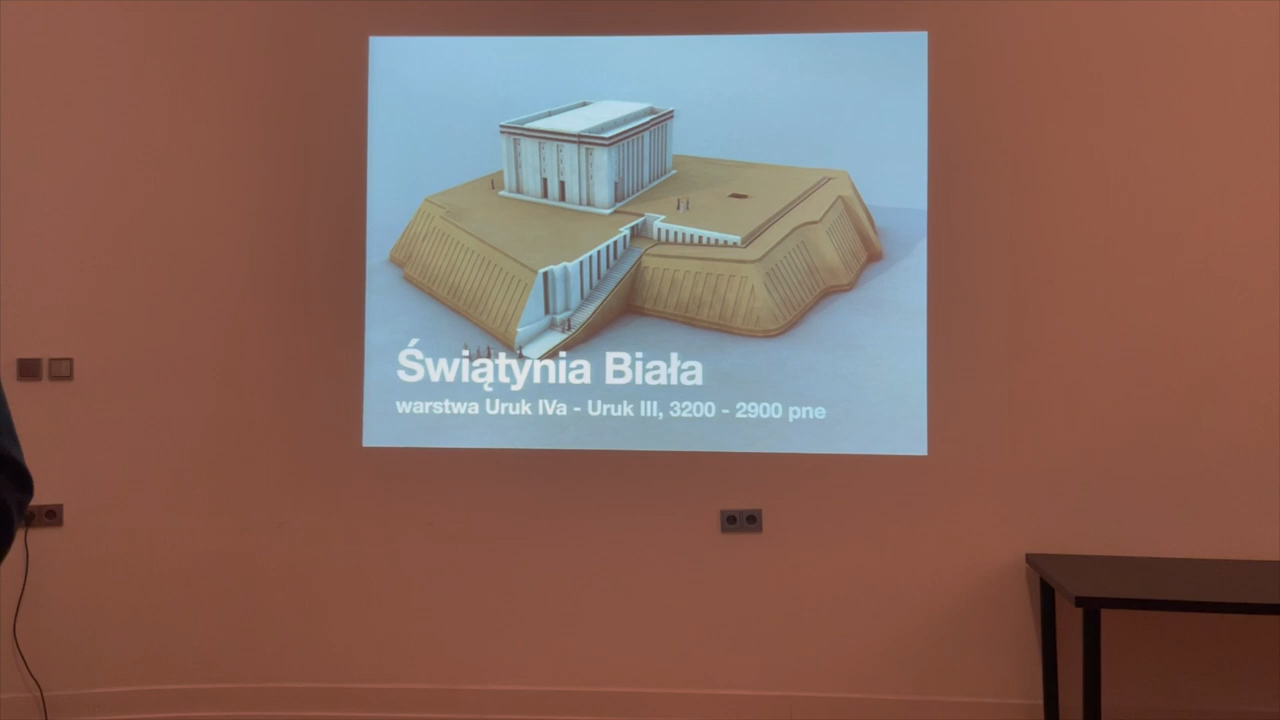 Świątynia Biała
warstwa Uruk IVa - Uruk III, 3200 - 2900 pne